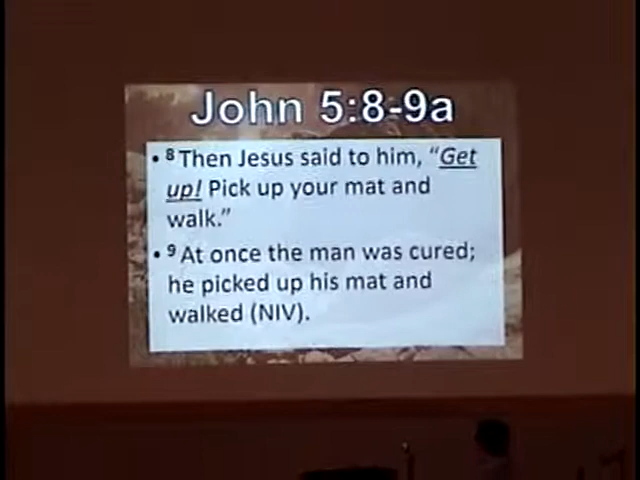 John 5:8-9a
• 8 Then Jesus said to him, “Get
up! Pick up your mat and
walk.”
• 9 At once the man was cured;
he picked up his mat and
walked (NIV).